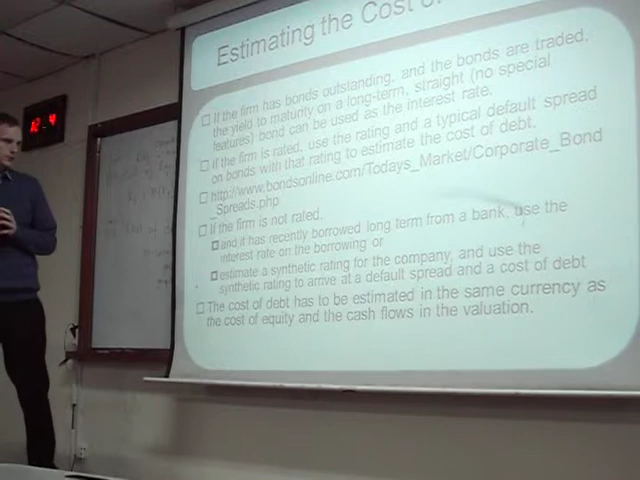 Estimating the Cost of
□ If the firm has bonds outstanding, and the bonds are traded,
the yield to maturity on a long-term, straight (no special
features) bond can be used as the interest rate.
□ If the firm is rated, use the rating and a typical default spread
on bonds with that rating to estimate the cost of debt.
□ http://www.bondsonline.com/Todays_Market/Corporate_Bond
_Spreads.php
□ If the firm is not rated,
□ and it has recently borrowed long term from a bank, use the
interest rate on the borrowing or
□ estimate a synthetic rating for the company, and use the
synthetic rating to arrive at a default spread and a cost of debt
□ The cost of debt has to be estimated in the same currency as
the cost of equity and the cash flows in the valuation.